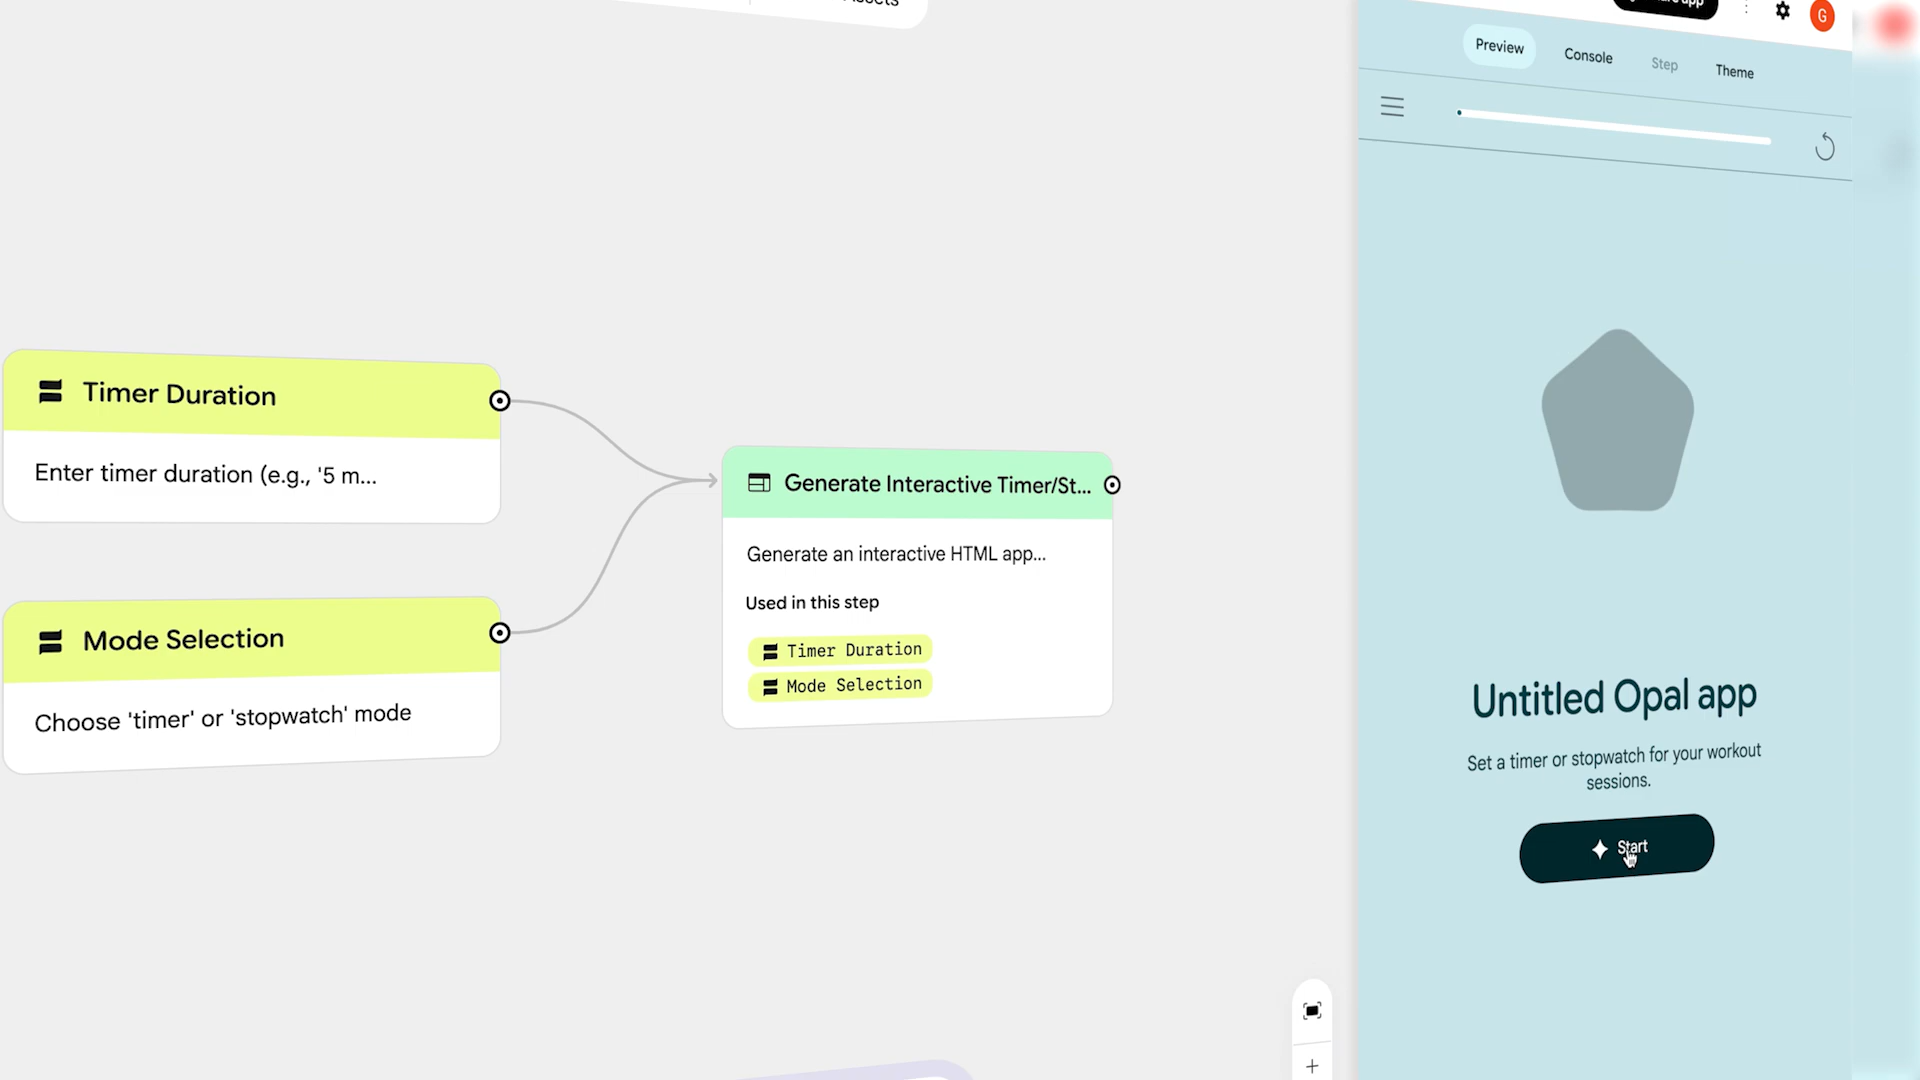 G
Preview
Console
Step
Theme
Timer Duration
Enter timer duration (e.g., '5 m...
Mode Selection
Choose 'timer' or 'stopwatch' mode
Generate Interactive Timer/St...
Generate an interactive HTML app...
Used in this step
Timer Duration
Mode Selection
Untitled Opal app
Set a timer or stopwatch for your workout
sessions.
Start